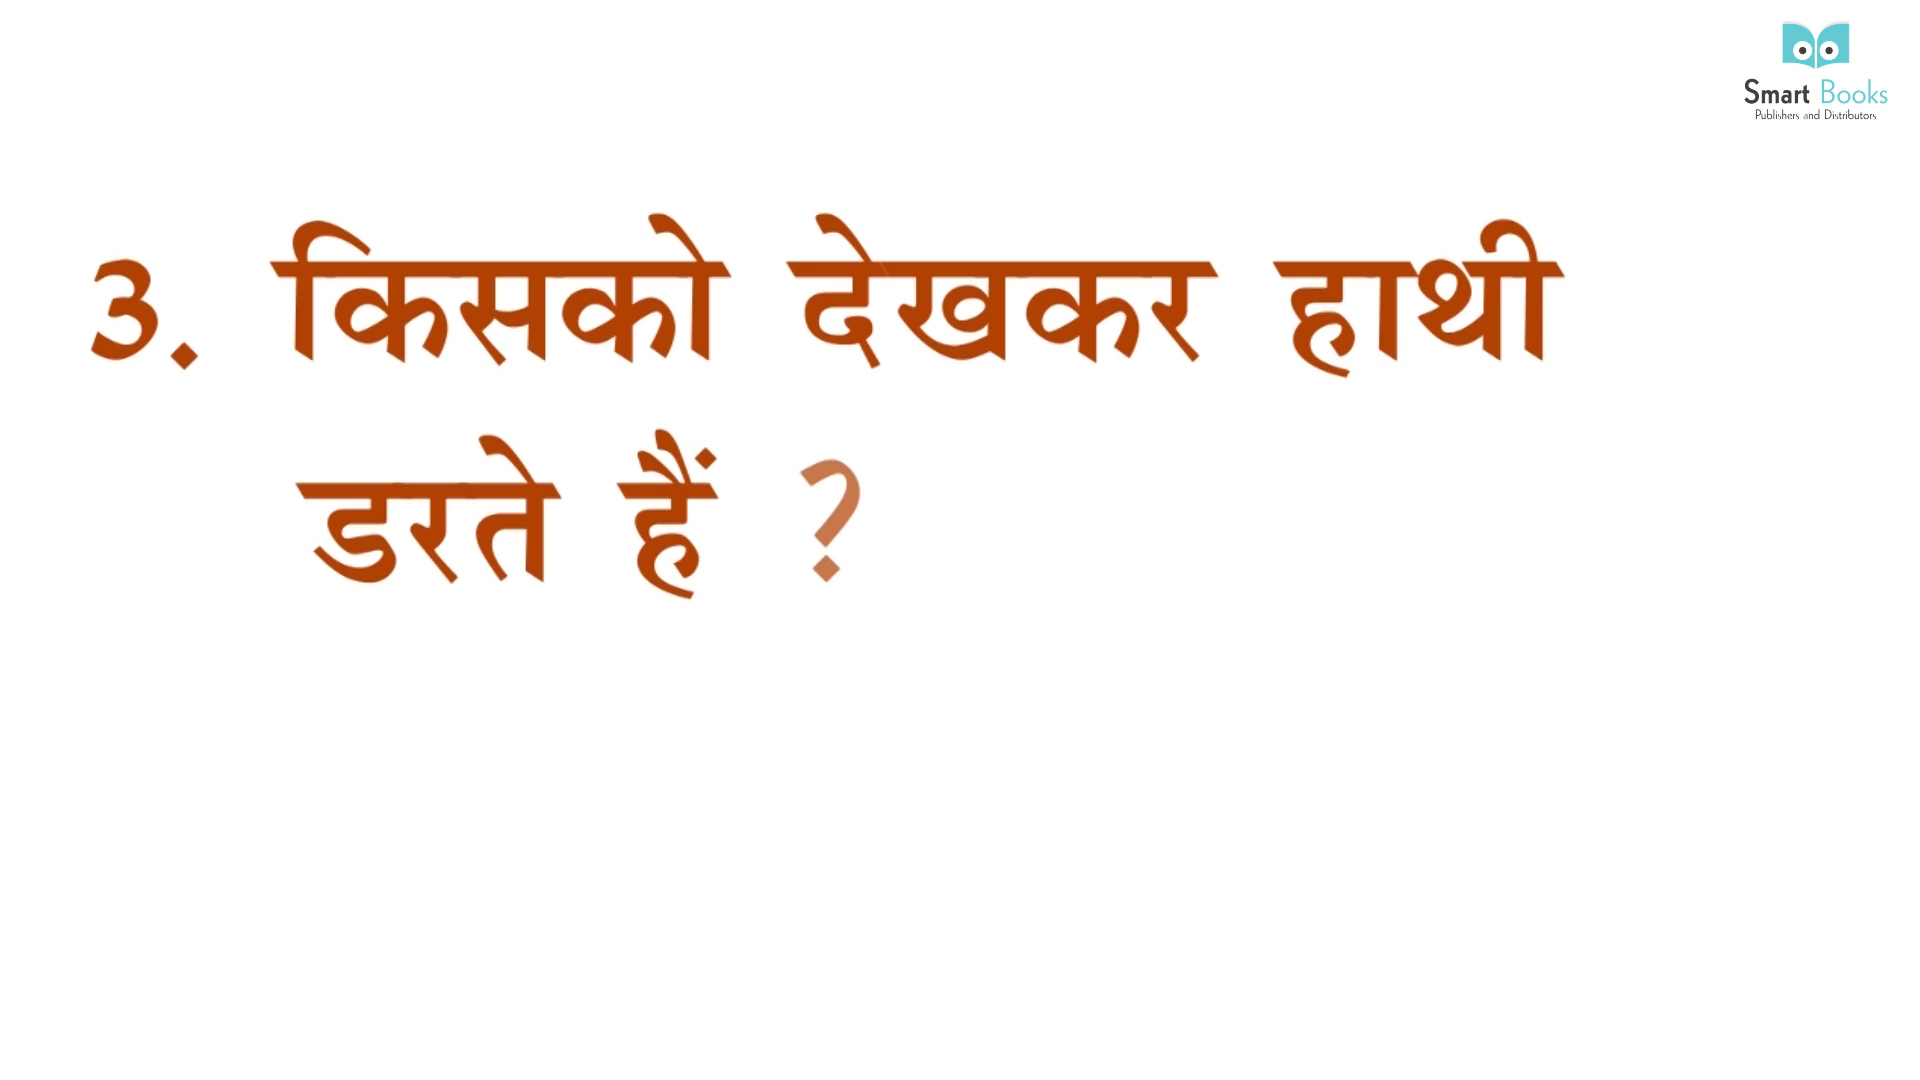 Smart Books
Publishers and Distributors
3. किसको देखकर हाथी
डरते हैं ?